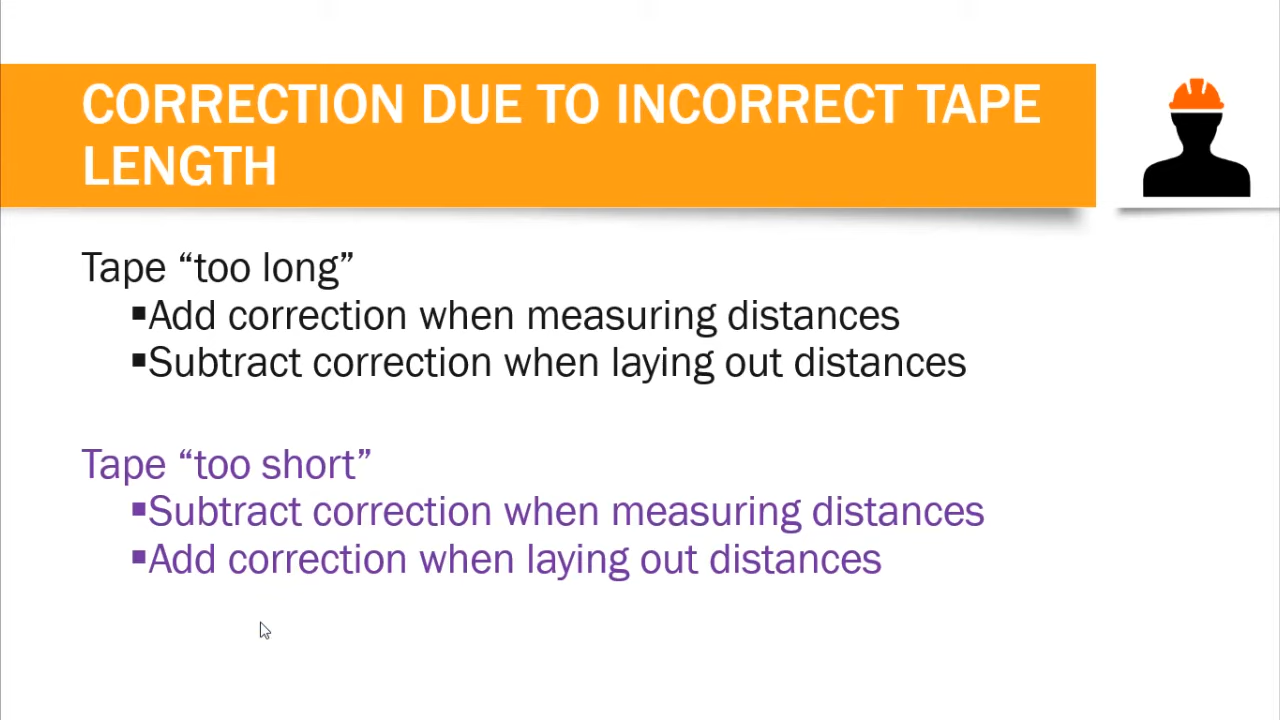 CORRECTION DUE TO INCORRECT TAPE
LENGTH
Tape “too long”
▪Add correction when measuring distances
▪Subtract correction when laying out distances
Tape “too short”
▪Subtract correction when measuring distances
▪Add correction when laying out distances